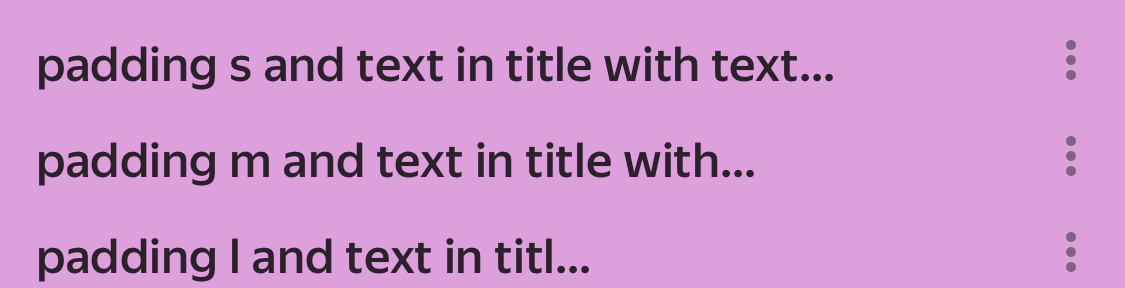 padding s and text in title with text...
padding m and text in title with...
padding l and text in titl...